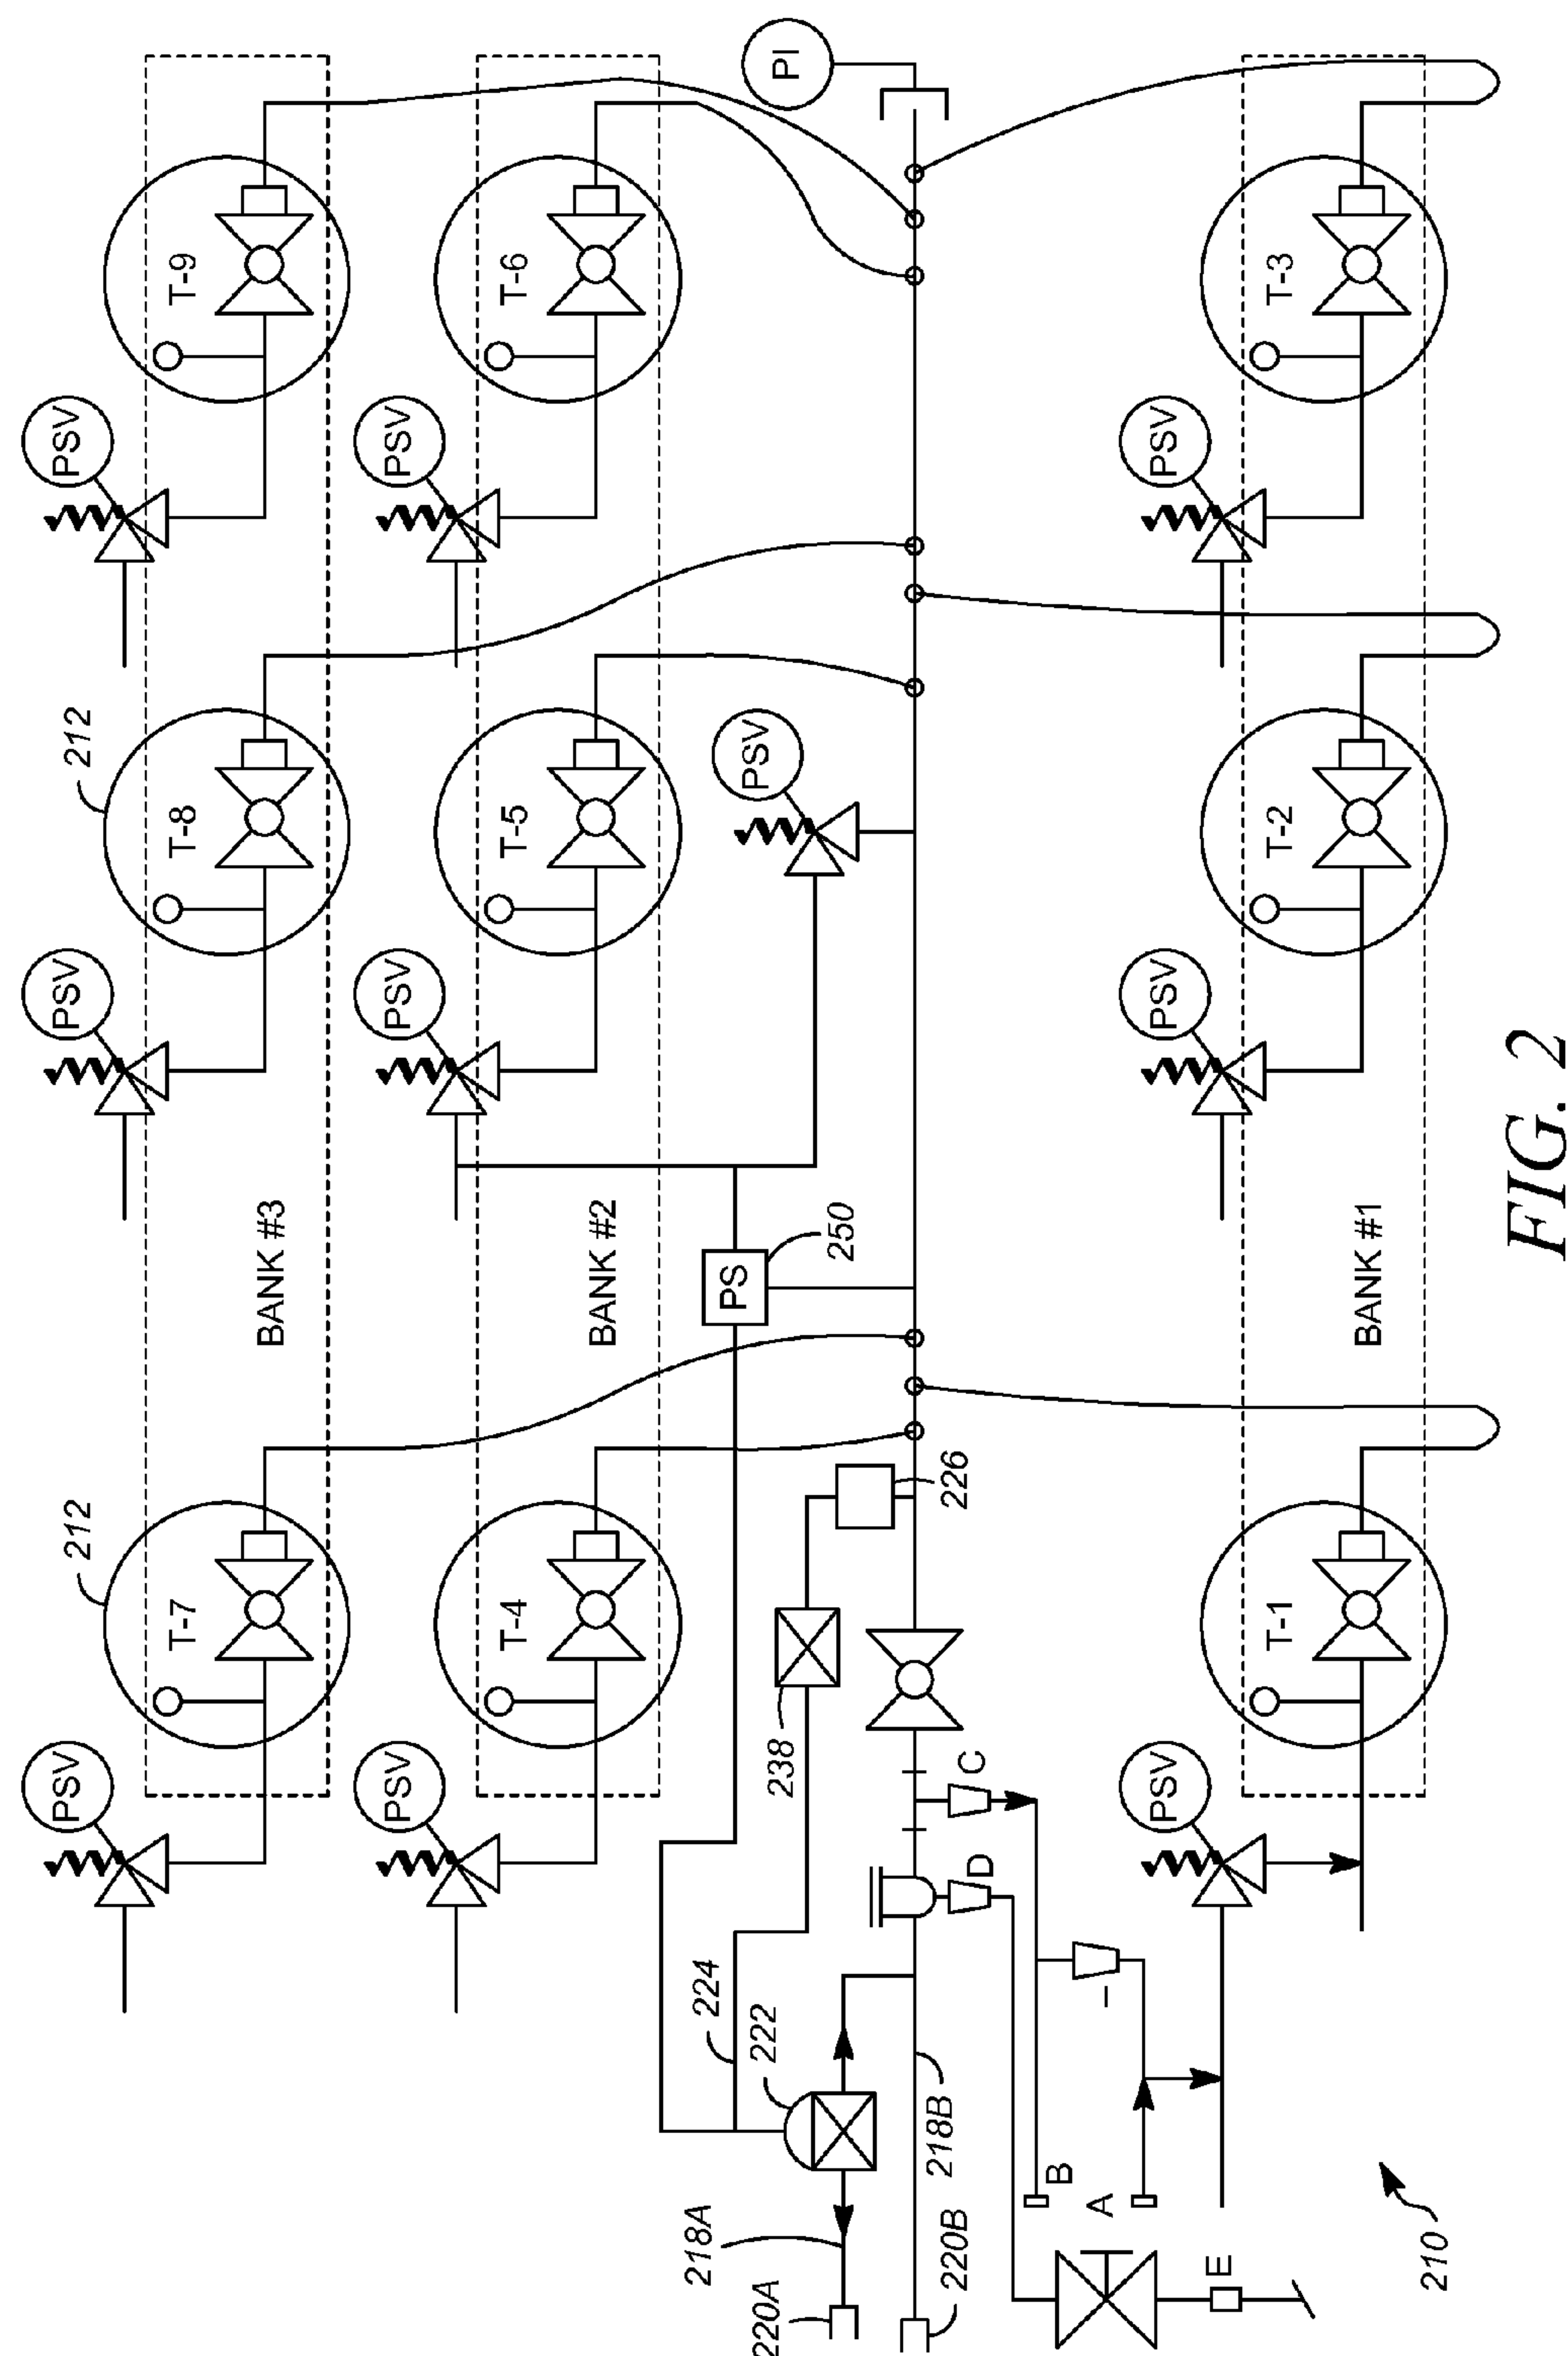 PI
T-9
T-6
T-3
PSV
PSV
PSV
212
T-8
T-5
PSV
T-2
PSV
PSV
PSV
BANK #3
BANK #2
PS
250
BANK #1
FIG. 2
212
226
T-7
T-4
T-1
238
C
PSV
PSV
D
PSV
224
222
218B
B
A
218A
220A
220B
E
210